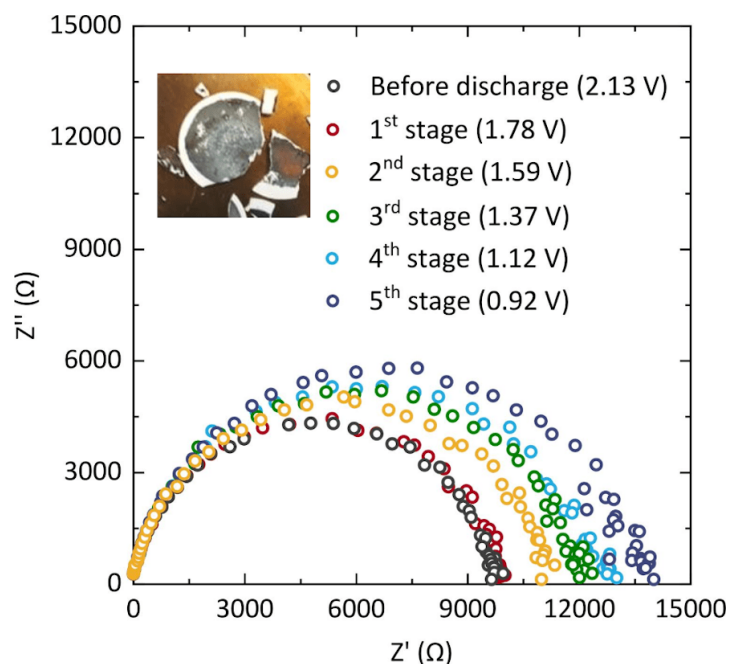 15000
12000
9000
6000
3000
0
Z'' (Ω)
Before discharge (2.13 V)
1st stage (1.78 V)
2nd stage (1.59 V)
3rd stage (1.37 V)
4th stage (1.12 V)
5th stage (0.92 V)
0 3000 6000 9000 12000 15000
Z' (Ω)